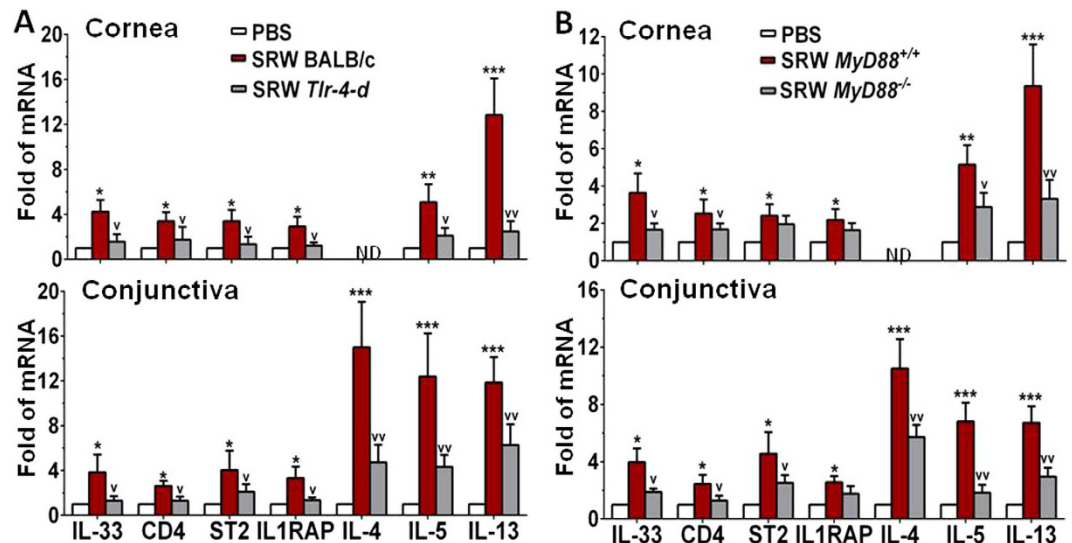 A
Cornea
PBS
SRW BALB/c
SRW Tlr-4-d
Fold of mRNA
20
16
12
8
4
0
* * * * ND ** ***
v v v v v vv
Conjunctiva
Fold of mRNA
20
16
12
8
4
0
* * * * *** *** ***
v v v v vv vv vv
IL-33 CD4 ST2 IL1RAP IL-4 IL-5 IL-13
B
Cornea
PBS
SRW MyD88+/+
SRW MyD88-/-
Fold of mRNA
12
10
8
6
4
2
0
* * * * ND ** ***
v v v vv
Conjunctiva
Fold of mRNA
16
12
8
4
0
* * * * *** *** ***
v v v vv vv vv
IL-33 CD4 ST2 IL1RAP IL-4 IL-5 IL-13